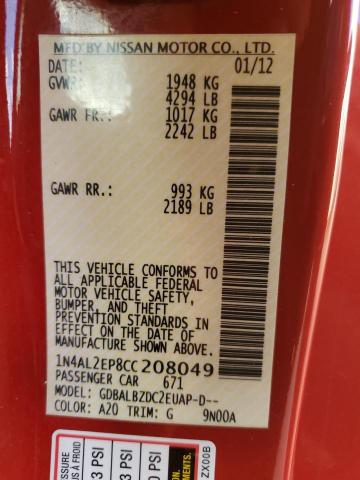 MFD BY NISSAN MOTOR CO., LTD.
DATE: 01/12
GVWR: 1948 KG
4294 LB
GAWR FR.: 1017 KG
2242 LB
GAWR RR.: 993 KG
2189 LB
THIS VEHICLE CONFORMS TO
ALL APPLICABLE FEDERAL
MOTOR VEHICLE SAFETY,
BUMPER, AND THEFT
PREVENTION STANDARDS IN
EFFECT ON THE DATE OF
MANUFACTURE SHOWN ABOVE.
1N4AL2EP8CC208049
PASSENGER CAR 671
MODEL: GDBALBZDC2EUAP-D--
COLOR: A20 TRIM: G 9N00A
3 PSI
3 PSI
ZX00B